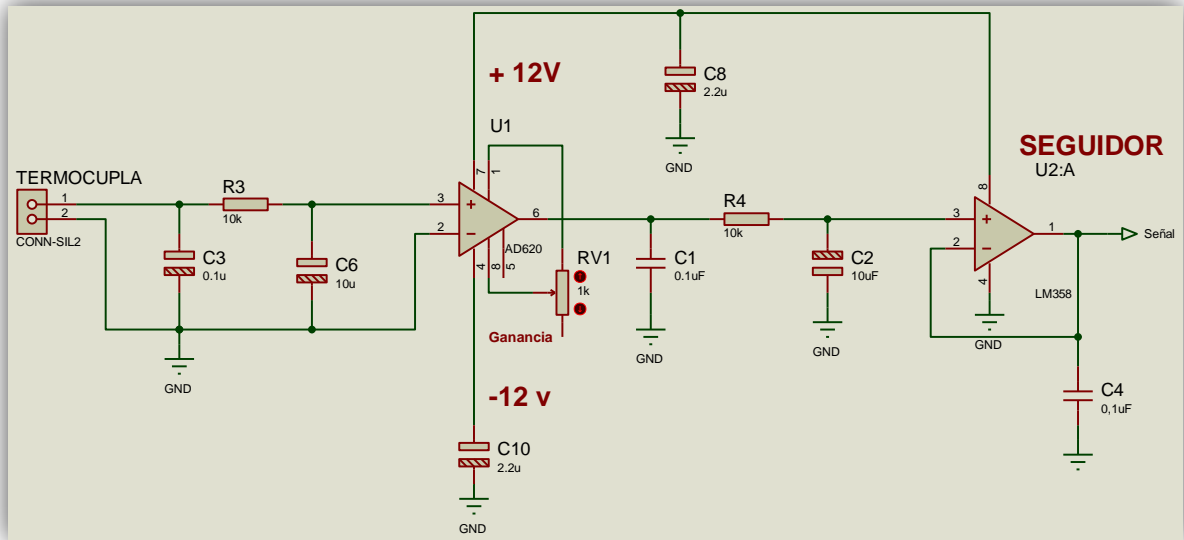 + 12V
C8
2.2u
GND
U1
7
1
SEGUIDOR
U2:A
TERMOCUPLA
1
2
CONN-SIL2
R3
10k
3
2
6
AD620
4
8
5
RV1
1k
Ganancia
R4
10k
8
3
2
1
4
Señal
LM358
GND
C3
0.1u
C6
10u
C1
0.1uF
C2
10uF
GND
GND
GND
C4
0,1uF
-12 v
C10
2.2u
GND